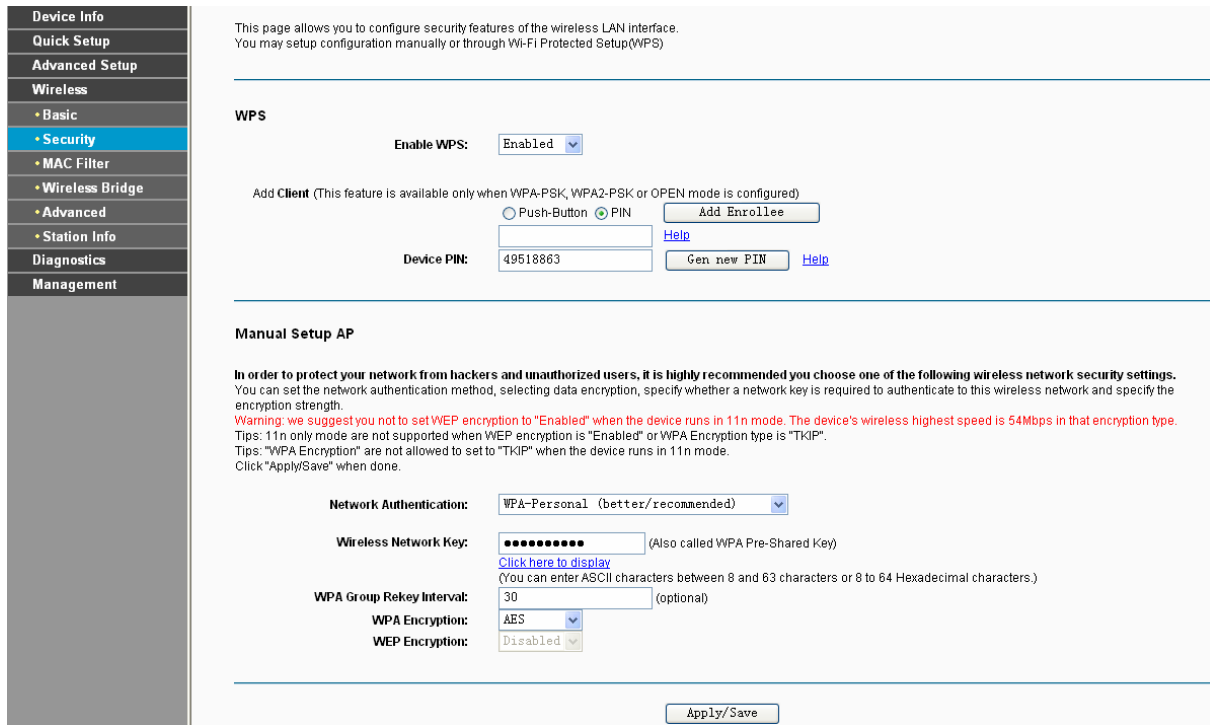 Device Info
Quick Setup
Advanced Setup
Wireless
• Basic
• Security
• MAC Filter
• Wireless Bridge
• Advanced
• Station Info
Diagnostics
Management
This page allows you to configure security features of the wireless LAN interface.
You may setup configuration manually or through Wi-Fi Protected Setup(WPS)
WPS
Enable WPS: Enabled
Add Client (This feature is available only when WPA-PSK, WPA2-PSK or OPEN mode is configured)
Push-Button PIN Add Enrollee
Help
Device PIN: 49518863 Gen new PIN Help
Manual Setup AP
In order to protect your network from hackers and unauthorized users, it is highly recommended you choose one of the following wireless network security settings.
You can set the network authentication method, selecting data encryption, specify whether a network key is required to authenticate to this wireless network and specify the
encryption strength.
Warning: we suggest you not to set WEP encryption to "Enabled" when the device runs in 11n mode. The device's wireless highest speed is 54Mbps in that encryption type.
Tips: 11n only mode are not supported when WEP encryption is "Enabled" or WPA Encryption type is "TKIP".
Tips: "WPA Encryption" are not allowed to set to "TKIP" when the device runs in 11n mode.
Click "Apply/Save" when done.
Network Authentication: WPA-Personal (better/recommended)
Wireless Network Key: ●●●●●●●●●● (Also called WPA Pre-Shared Key)
Click here to display
(You can enter ASCII characters between 8 and 63 characters or 8 to 64 Hexadecimal characters.)
WPA Group Rekey Interval: 30 (optional)
WPA Encryption: AES
WEP Encryption: Disabled
Apply/Save